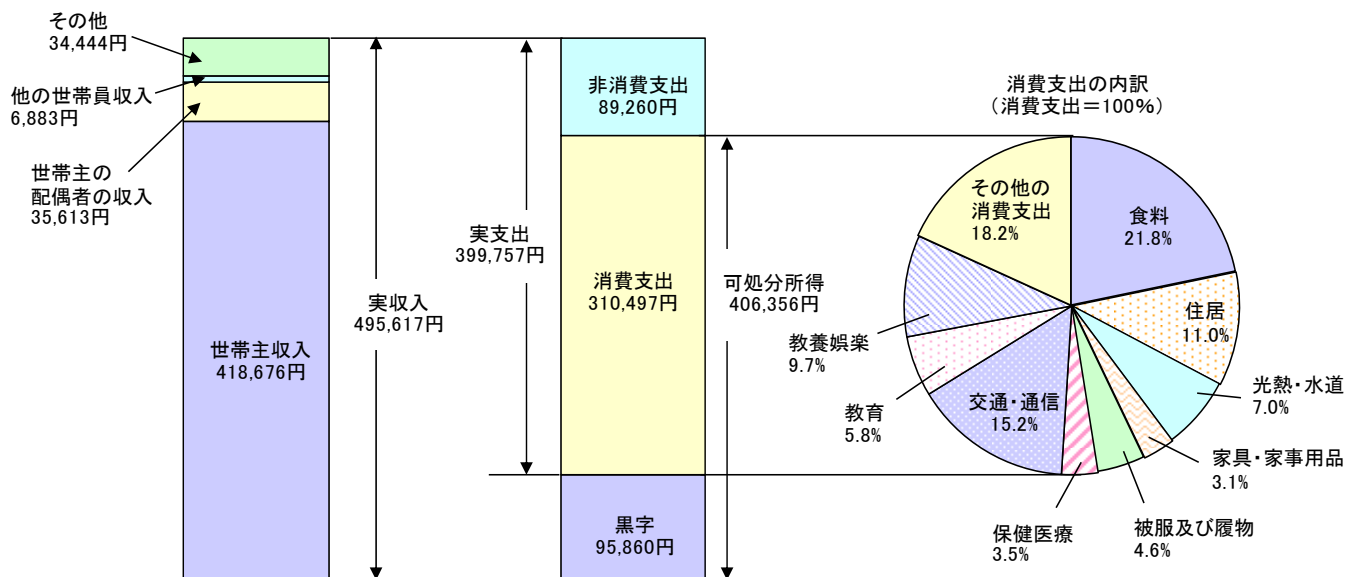 その他
34,444円
他の世帯員収入
6,883円
世帯主の
配偶者の収入
35,613円
世帯主収入
418,676円
実収入
495,617円
実支出
399,757円
非消費支出
89,260円
消費支出
310,497円
黒字
95,860円
可処分所得
406,356円
消費支出の内訳
（消費支出＝100%）
食料
21.8%
住居
11.0%
光熱・水道
7.0%
家具・家事用品
3.1%
被服及び履物
4.6%
保健医療
3.5%
交通・通信
15.2%
教育
5.8%
教養娯楽
9.7%
その他の
消費支出
18.2%